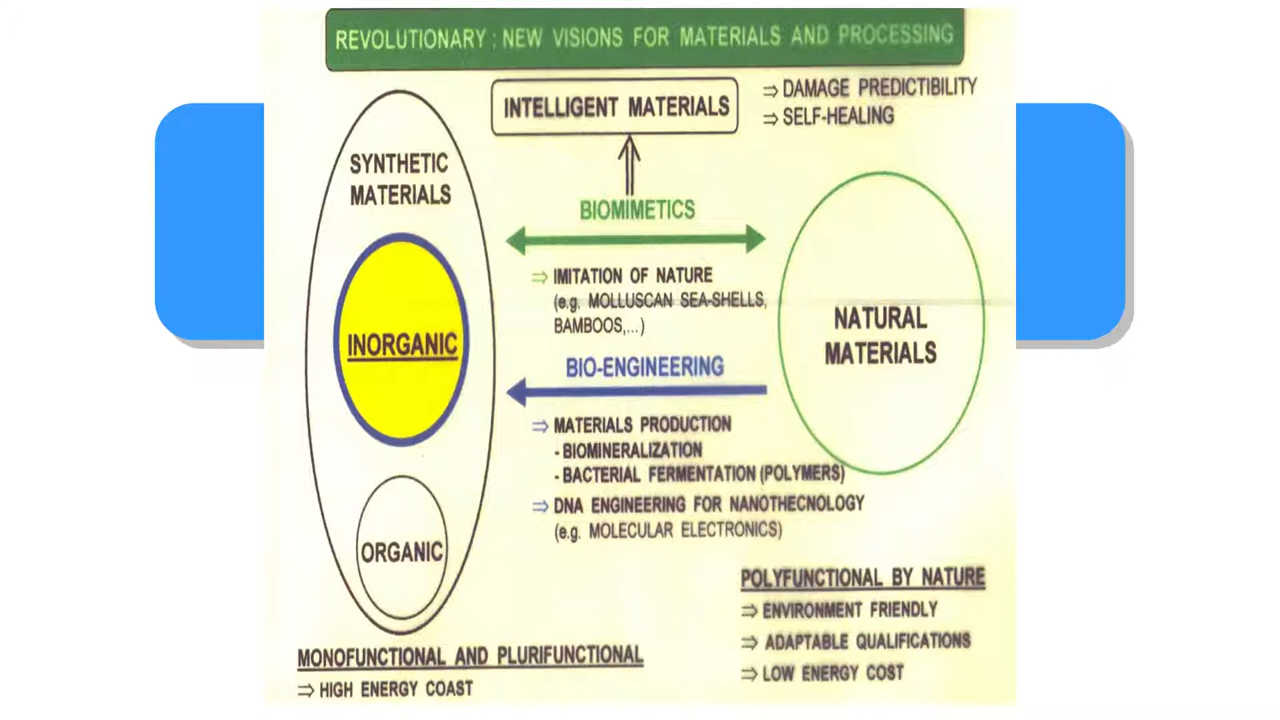 REVOLUTIONARY : NEW VISIONS FOR MATERIALS AND PROCESSING
INTELLIGENT MATERIALS
⇒ DAMAGE PREDICTIBILITY
⇒ SELF-HEALING
SYNTHETIC
MATERIALS
BIOMIMETICS
⇒ IMITATION OF NATURE
(e.g. MOLLUSCAN SEA-SHELLS,
BAMBOOS,...)
INORGANIC
NATURAL
MATERIALS
BIO-ENGINEERING
⇒ MATERIALS PRODUCTION
- BIOMINERALIZATION
- BACTERIAL FERMENTATION (POLYMERS)
⇒ DNA ENGINEERING FOR NANOTHECNOLOGY
(e.g. MOLECULAR ELECTRONICS)
ORGANIC
POLYFUNCTIONAL BY NATURE
⇒ ENVIRONMENT FRIENDLY
⇒ ADAPTABLE QUALIFICATIONS
⇒ LOW ENERGY COST
MONOFUNCTIONAL AND PLURIFUNCTIONAL
⇒ HIGH ENERGY COAST